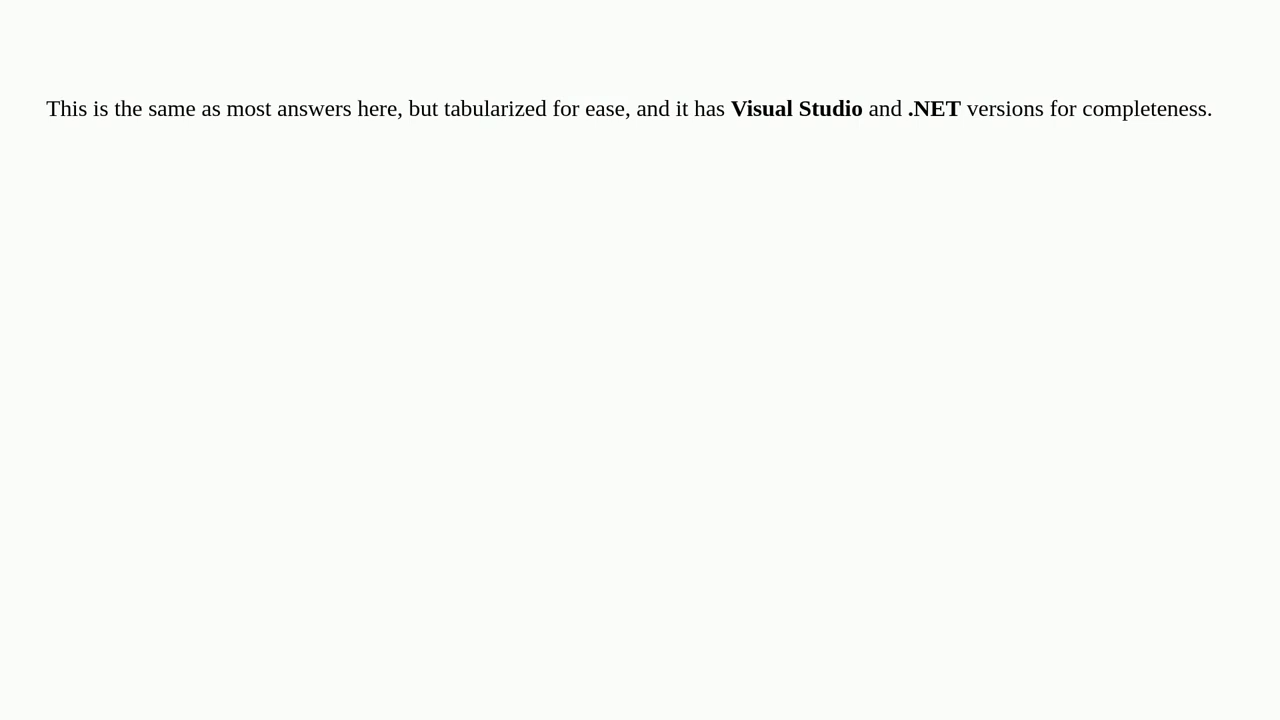 This is the same as most answers here, but tabularized for ease, and it has Visual Studio and .NET versions for completeness.